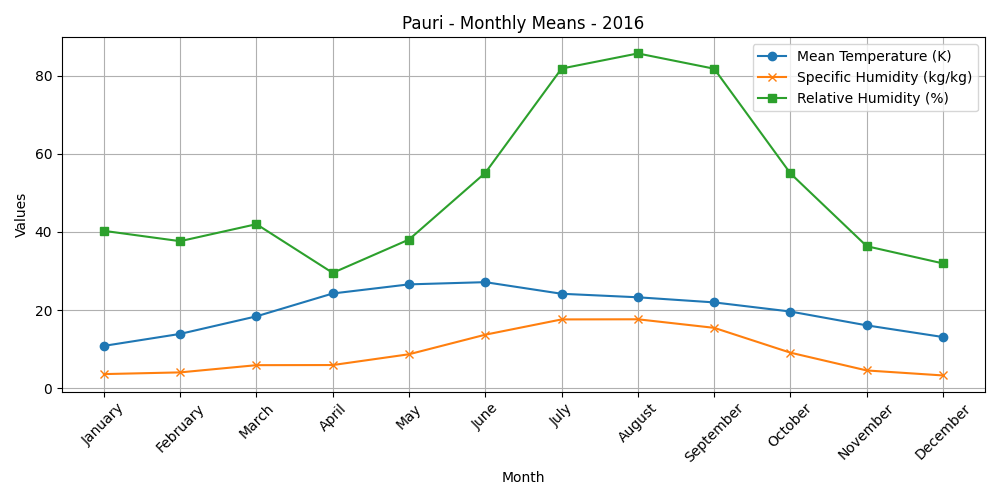 Pauri - Monthly Means - 2016
Mean Temperature (K)
Specific Humidity (kg/kg)
Relative Humidity (%)
Values
80
60
40
20
0
January
February
March
April
May
June
July
August
September
October
November
December
Month